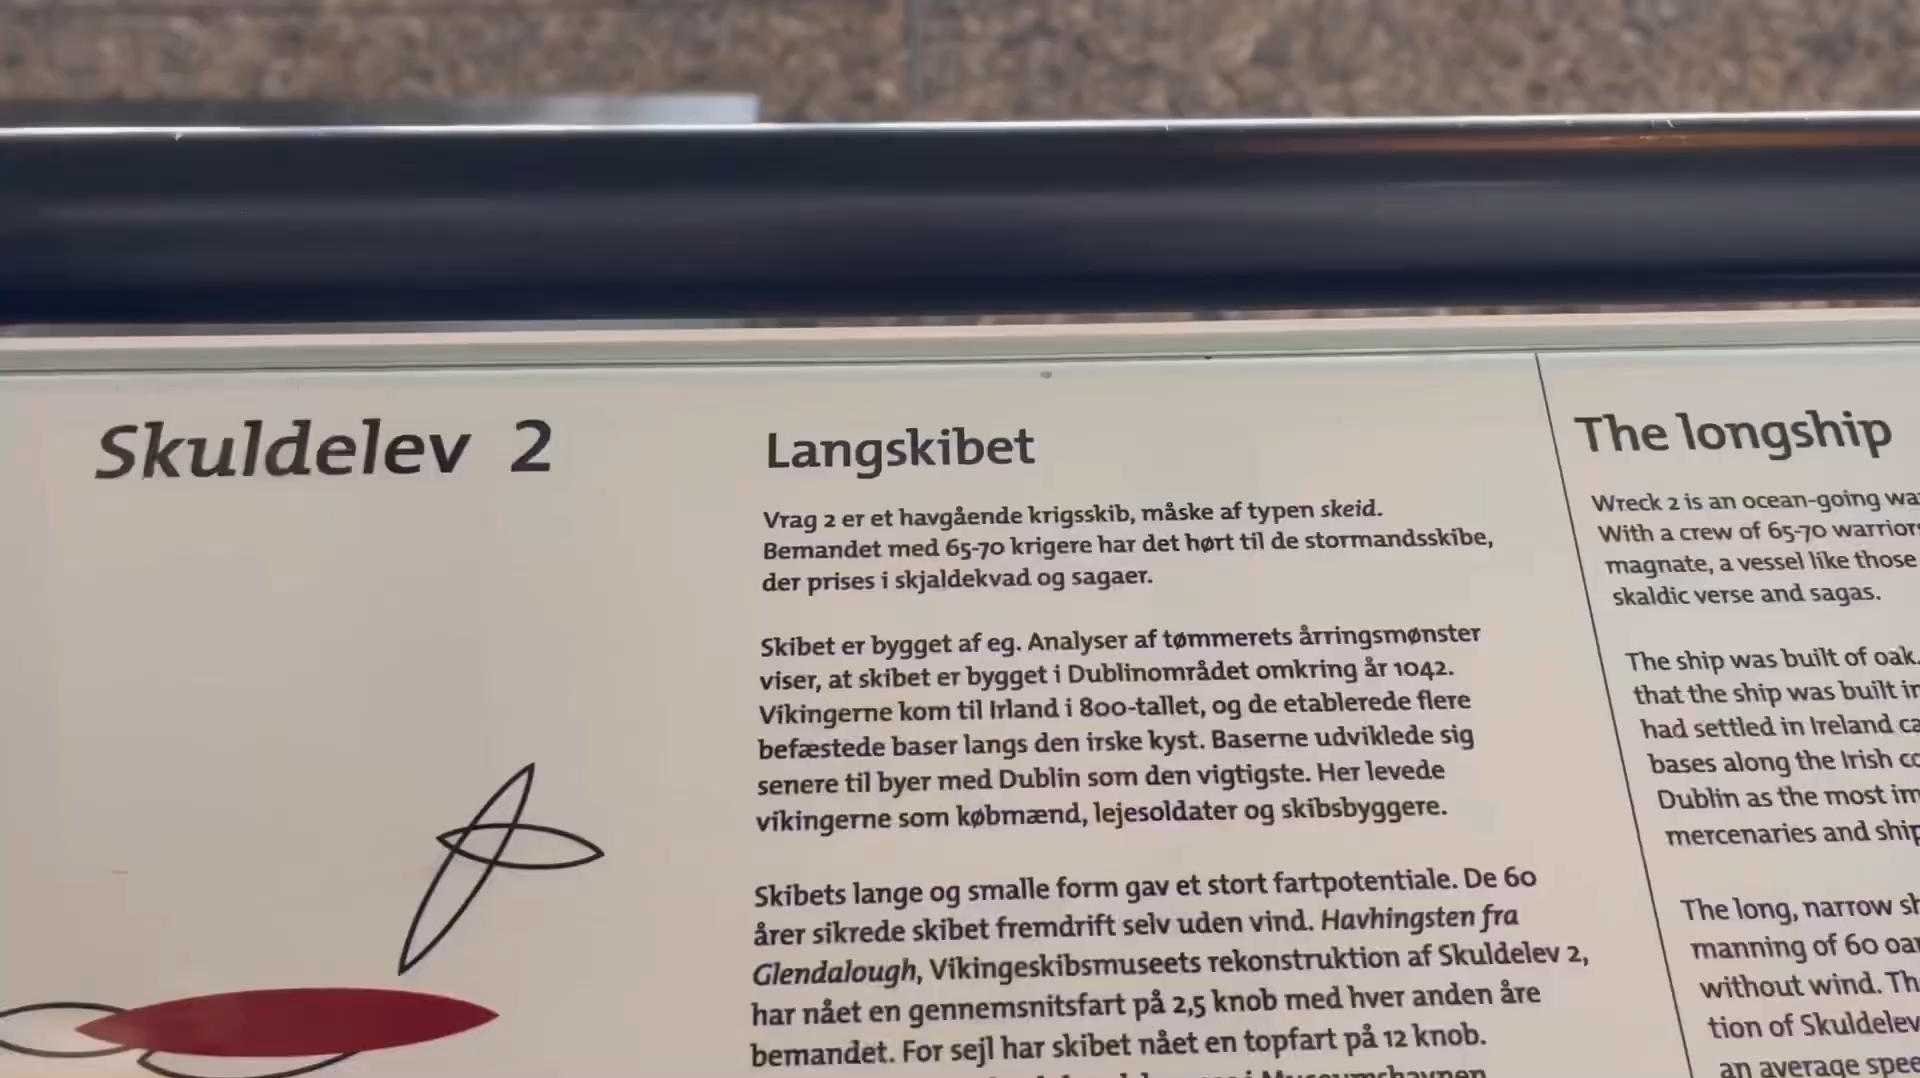 Skuldelev 2
Langskibet
Vrag 2 er et havgående krigsskib, måske af typen skeid.
Bemandet med 65-70 krigere har det hørt til de stormandsskibe,
der prises i skjaldekvad og sagaer.
Skibet er bygget af eg. Analyser af tømmerets årringsmønster
viser, at skibet er bygget i Dublinområdet omkring år 1042.
Vikingerne kom til Irland i 800-tallet, og de etablerede flere
befæstede baser langs den irske kyst. Baserne udviklede sig
senere til byer med Dublin som den vigtigste. Her levede
vikingerne som købmænd, lejesoldater og skibsbyggere.
Skibets lange og smalle form gav et stort fartpotentiale. De 60
årer sikrede skibet fremdrift selv uden vind. Havhingsten fra
Glendalough, Vikingeskibsmuseets rekonstruktion af Skuldelev 2,
har nået en gennemsnitsfart på 2,5 knob med hver anden åre
bemandet. For sejl har skibet nået en topfart på 12 knob.
The longship
Wreck 2 is an ocean-going
With a crew of 65-70 warriors
magnate, a vessel like those
skaldic verse and sagas.
The ship was built of oak.
that the ship was built
had settled in Ireland
bases along the Irish
Dublin as the most
mercenaries and
The long, narrow
manning of 60
without wind.
tion of Skuldelev
an average